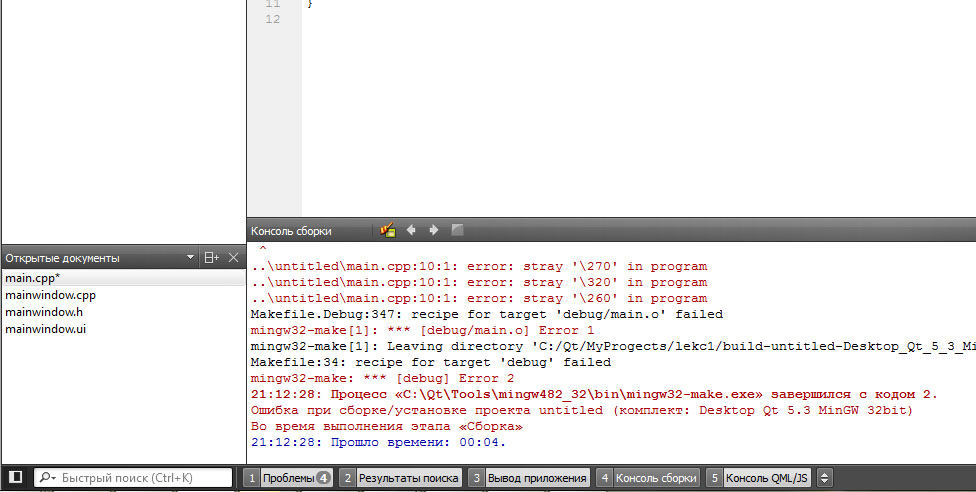 11 }
12
Консоль сборки
^
..\untitled\main.cpp:10:1: error: stray '\270' in program
..\untitled\main.cpp:10:1: error: stray '\320' in program
..\untitled\main.cpp:10:1: error: stray '\260' in program
Makefile.Debug:347: recipe for target 'debug/main.o' failed
mingw32-make[1]: *** [debug/main.o] Error 1
mingw32-make[1]: Leaving directory 'C:/Qt/MyProgects/lekc1/build-untitled-Desktop_Qt_5_3_Mi
Makefile:34: recipe for target 'debug' failed
mingw32-make: *** [debug] Error 2
21:12:28: Процесс «C:\Qt\Tools\mingw482_32\bin\mingw32-make.exe» завершился с кодом 2.
Ошибка при сборке/установке проекта untitled (комплект: Desktop Qt 5.3 MinGW 32bit)
Во время выполнения этапа «Сборка»
21:12:28: Прошло времени: 00:04.
Открытые документы
main.cpp*
mainwindow.cpp
mainwindow.h
mainwindow.ui
Быстрый поиск (Ctrl+K) 1 Проблемы 4 2 Результаты поиска 3 Вывод приложения 4 Консоль сборки 5 Консоль QML/JS